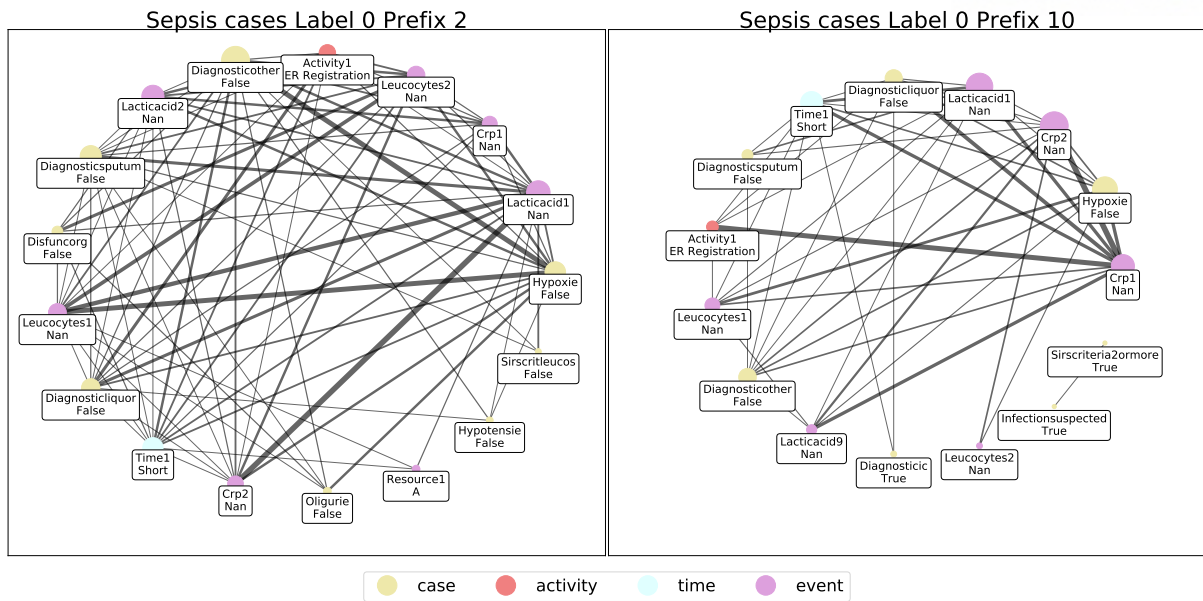 Sepsis cases Label 0 Prefix 2
Diagnosticother
False
Activity1
ER Registration
Leucocytes2
Nan
Lacticacid2
Nan
Crp1
Nan
Diagnosticsputum
False
Lacticacid1
Nan
Disfuncorg
False
Hypoxie
False
Leucocytes1
Nan
Sirscritleucos
False
Diagnosticliquor
False
Hypotensie
False
Time1
Short
Resource1
A
Crp2
Nan
Oligurie
False
Sepsis cases Label 0 Prefix 10
Diagnosticliquor
False
Lacticacid1
Nan
Time1
Short
Crp2
Nan
Diagnosticsputum
False
Hypoxie
False
Activity1
ER Registration
Crp1
Nan
Leucocytes1
Nan
Sirscriteria2ormore
True
Diagnosticother
False
Infectionsuspected
True
Lacticacid9
Nan
Leucocytes2
Nan
Diagnosticic
True
case
activity
time
event